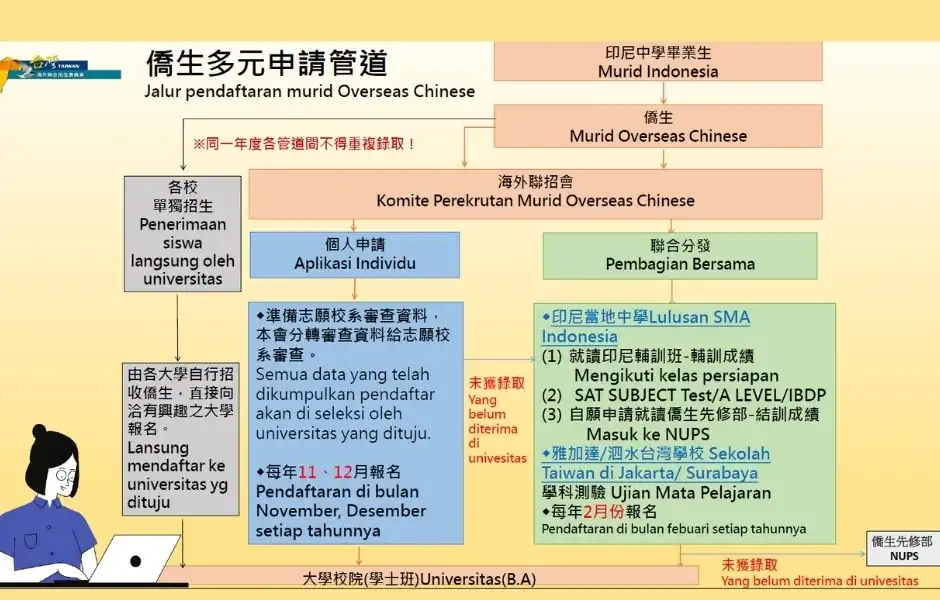 台灣 TAIWAN
僑生多元申請管道
Jalur pendaftaran murid Overseas Chinese
印尼中學畢業生
Murid Indonesia
僑生
Murid Overseas Chinese
※同一年度各管道間不得重複錄取！
海外聯招會
Komite Perekrutan Murid Overseas Chinese
各校
單獨招生
Penerimaan
siswa
langsung oleh
universitas
由各大學自行招
收僑生，直接向
洽有興趣之大學
報名。
Lansung
mendaftar ke
universitas yg
dituju
個人申請
Aplikasi Individu
◆準備志願校系審查資料，
本會分轉審查資料給志願校
系審查。
Semua data yang telah
dikumpulkan pendaftar
akan di seleksi oleh
universitas yang dituju.
◆每年11、12月報名
Pendaftaran di bulan
November, Desember
setiap tahunnya
未獲錄取
Yang
belum
diterima
di
univesitas
聯合分發
Pembagian Bersama
◆印尼當地中學Lulusan SMA
Indonesia
(1) 就讀印尼輔訓班-輔訓成績
Mengikuti kelas persiapan
(2) SAT SUBJECT Test/A LEVEL/IBDP
(3) 自願申請就讀僑生先修部-結訓成績
Masuk ke NUPS
◆雅加達/泗水台灣學校 Sekolah
Taiwan di Jakarta/ Surabaya
學科測驗 Ujian Mata Pelajaran
◆每年2月份報名
Pendaftaran di bulan febuari setiap tahunnya
僑生先修部
NUPS
未獲錄取
Yang belum diterima di univesitas
大學校院(學士班)Universitas(B.A)